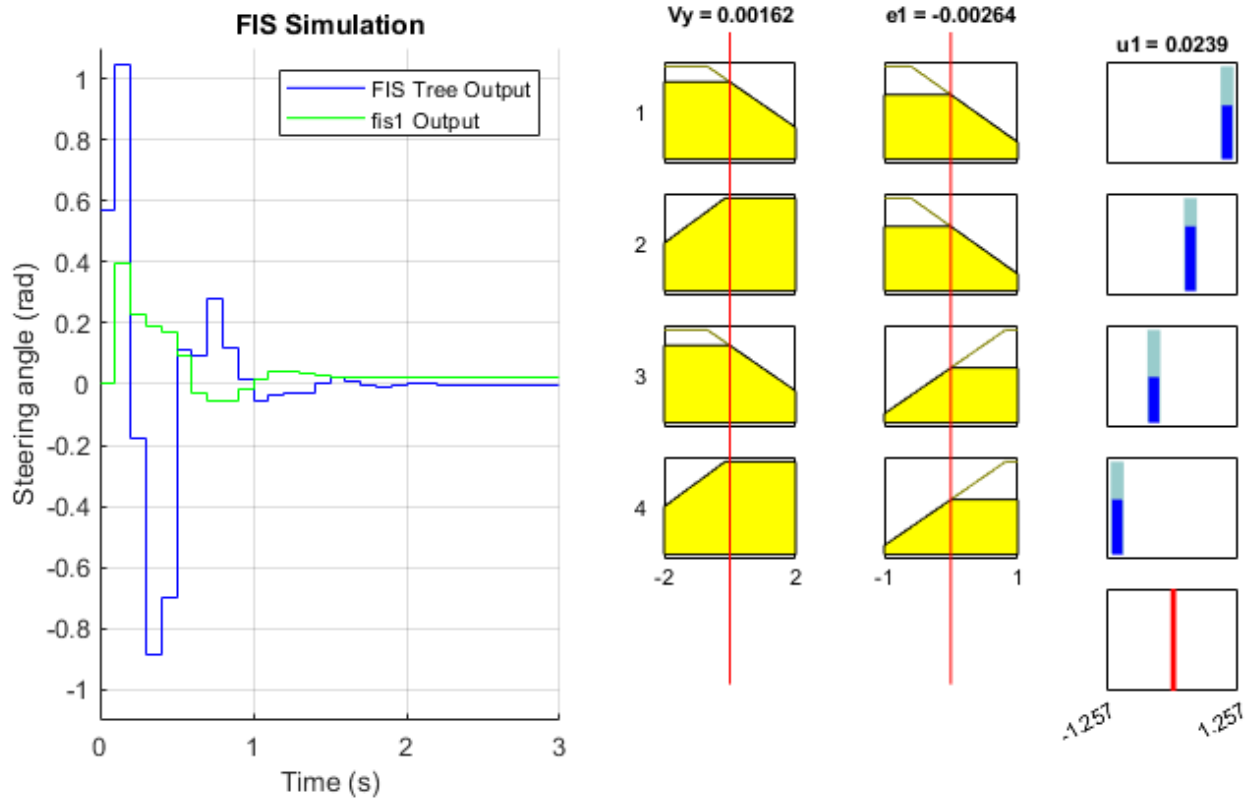 FIS Simulation
FIS Tree Output
fis1 Output
1
0.8
0.6
0.4
0.2
0
-0.2
-0.4
-0.6
-0.8
-1
Steering angle (rad)
0 1 2 3
Time (s)
Vy = 0.00162 e1 = -0.00264
u1 = 0.0239
1
2
3
4
-2 2 -1 1
-1.257 1.257